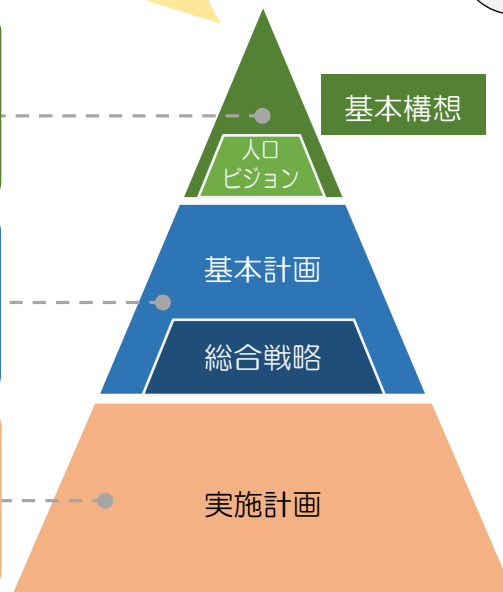 基本構想
人口
ビジョン
基本計画
総合戦略
実施計画